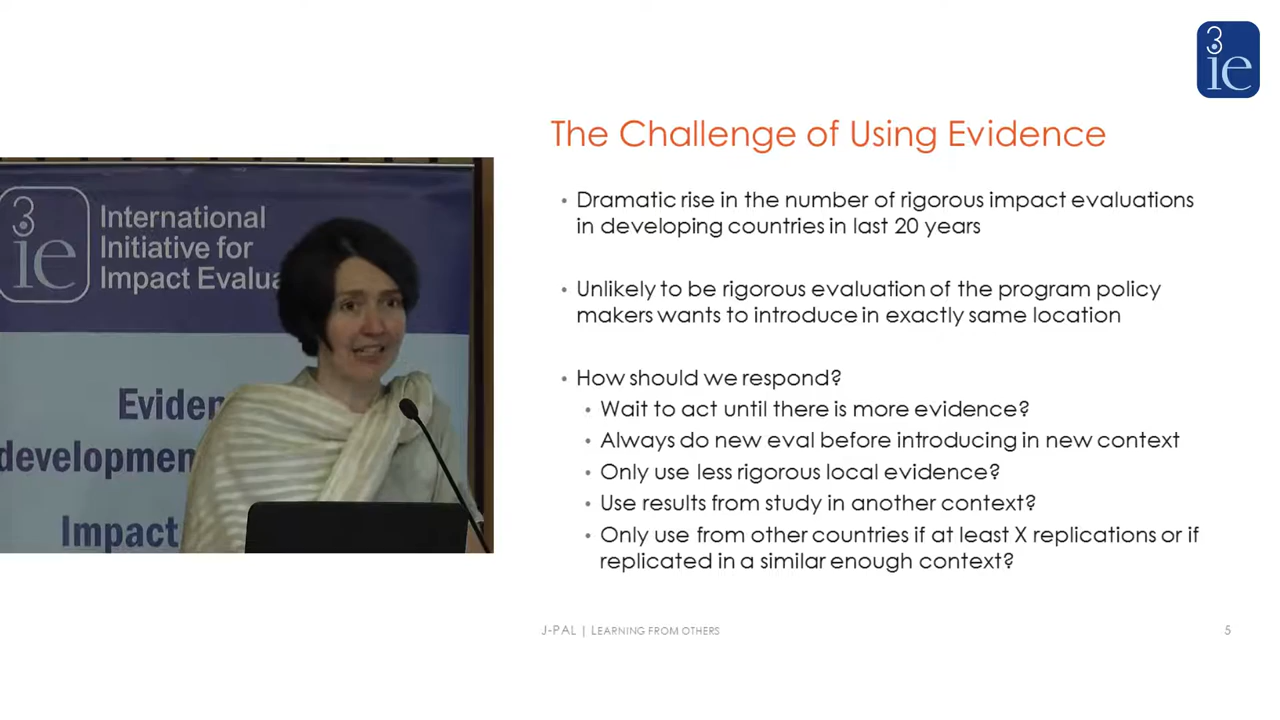 3
ie
The Challenge of Using Evidence
• Dramatic rise in the number of rigorous impact evaluations
in developing countries in last 20 years
• Unlikely to be rigorous evaluation of the program policy
makers wants to introduce in exactly same location
• How should we respond?
• Wait to act until there is more evidence?
• Always do new eval before introducing in new context
• Only use less rigorous local evidence?
• Use results from study in another context?
• Only use from other countries if at least X replications or if
replicated in a similar enough context?
J-PAL | LEARNING FROM OTHERS
5
3
ie
International
Initiative for
Impact Evalua
Eviden
developmen
Impact